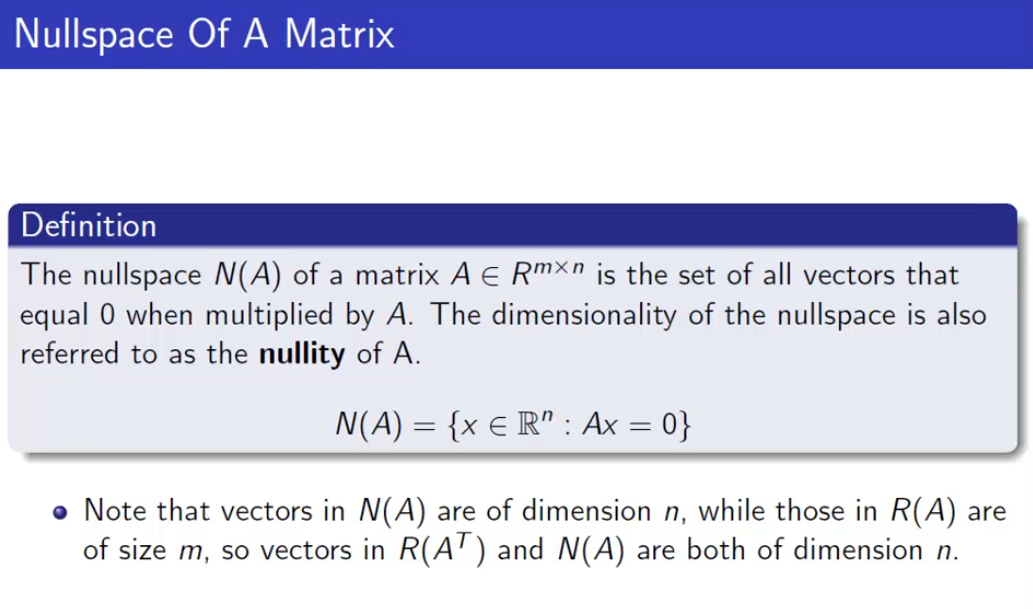 Nullspace Of A Matrix
Definition
The nullspace N(A) of a matrix A ∈ R^{m×n} is the set of all vectors that
equal 0 when multiplied by A. The dimensionality of the nullspace is also
referred to as the nullity of A.
N(A) = {x ∈ ℝ^n : Ax = 0}
Note that vectors in N(A) are of dimension n, while those in R(A) are
of size m, so vectors in R(A^T) and N(A) are both of dimension n.